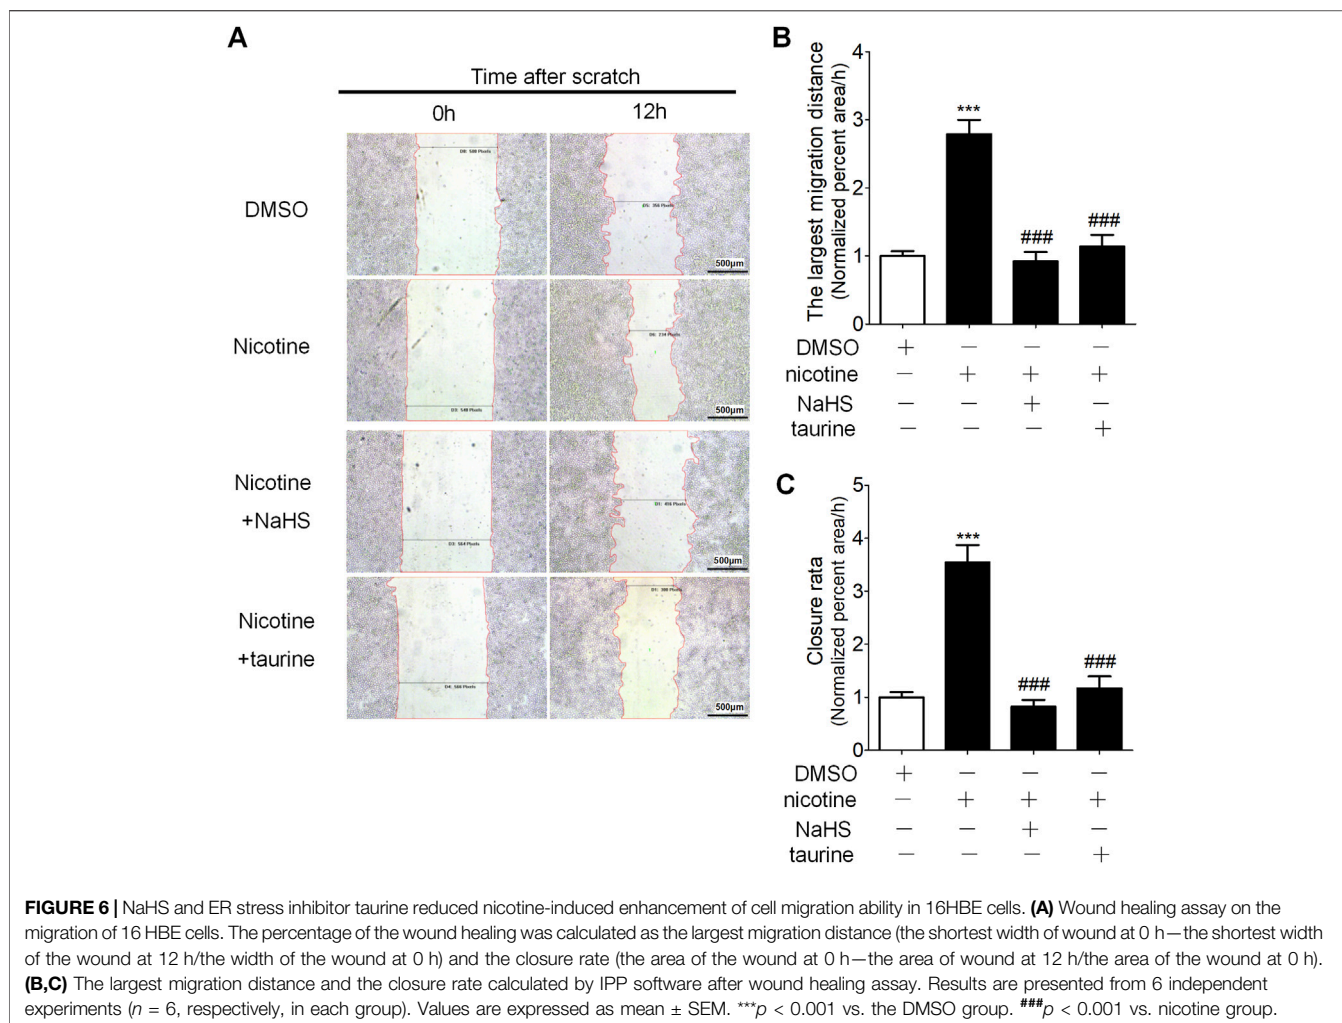 A
Time after scratch
0h
12h
DMSO
500µm
500µm
Nicotine
500µm
Nicotine
+NaHS
500µm
Nicotine
+taurine
500µm
B
The largest migration distance
(Normalized percent area/h)
4
3
2
1
0
***
###
###
DMSO + — — —
nicotine — + + +
NaHS — — + —
taurine — — — +
C
Closure rata
(Normalized percent area/h)
5
4
3
2
1
0
***
###
###
DMSO + — — —
nicotine — + + +
NaHS — — + —
taurine — — — +
FIGURE 6 | NaHS and ER stress inhibitor taurine reduced nicotine-induced enhancement of cell migration ability in 16HBE cells. (A) Wound healing assay on the
migration of 16 HBE cells. The percentage of the wound healing was calculated as the largest migration distance (the shortest width of wound at 0 h—the shortest width
of the wound at 12 h/the width of the wound at 0 h) and the closure rate (the area of the wound at 0 h—the area of wound at 12 h/the area of the wound at 0 h).
(B,C) The largest migration distance and the closure rate calculated by IPP software after wound healing assay. Results are presented from 6 independent
experiments (n = 6, respectively, in each group). Values are expressed as mean ± SEM. ***p < 0.001 vs. the DMSO group. ###p < 0.001 vs. nicotine group.